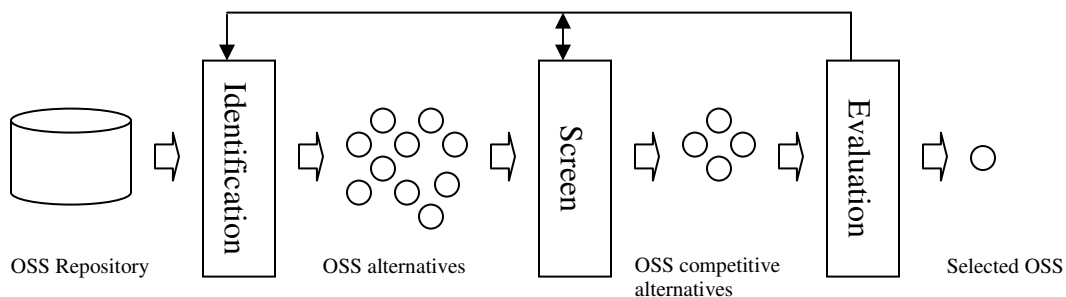 Identification
Screen
Evaluation
OSS Repository
OSS alternatives
OSS competitive
alternatives
Selected OSS